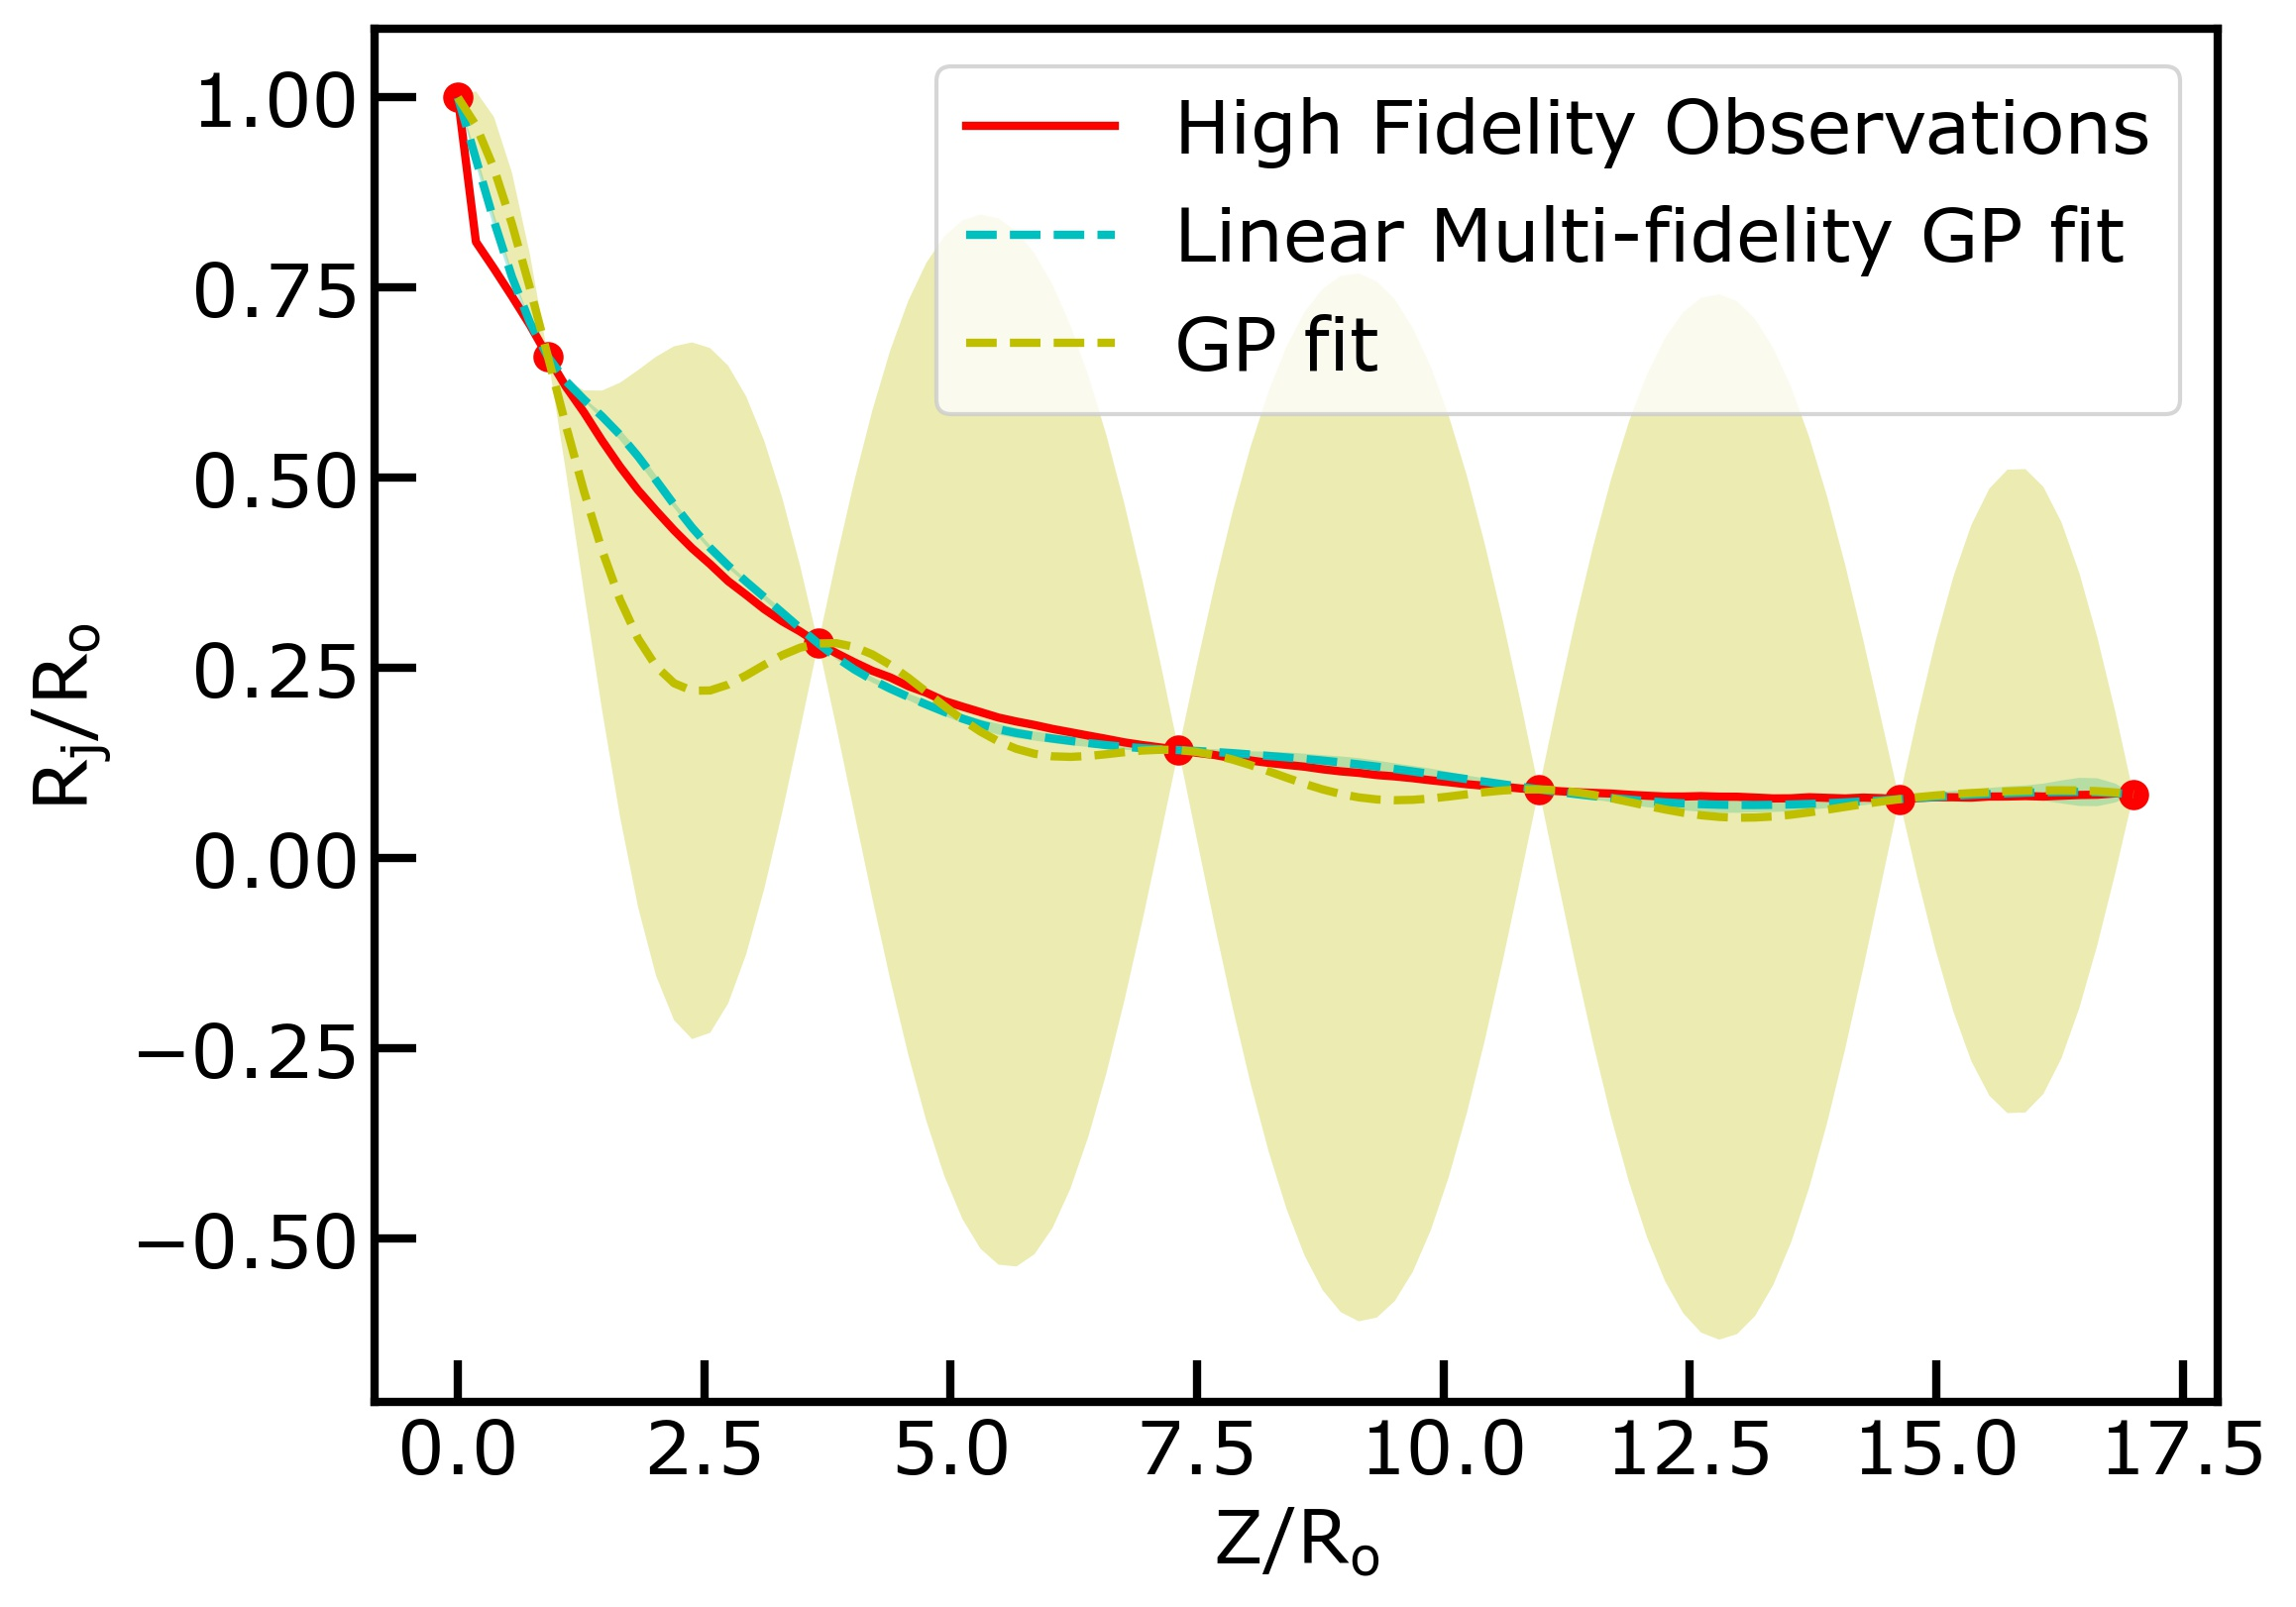 High Fidelity Observations
Linear Multi-fidelity GP fit
GP fit
1.00
0.75
0.50
0.25
0.00
−0.25
−0.50
Rj/Ro
0.0 2.5 5.0 7.5 10.0 12.5 15.0 17.5
Z/Ro